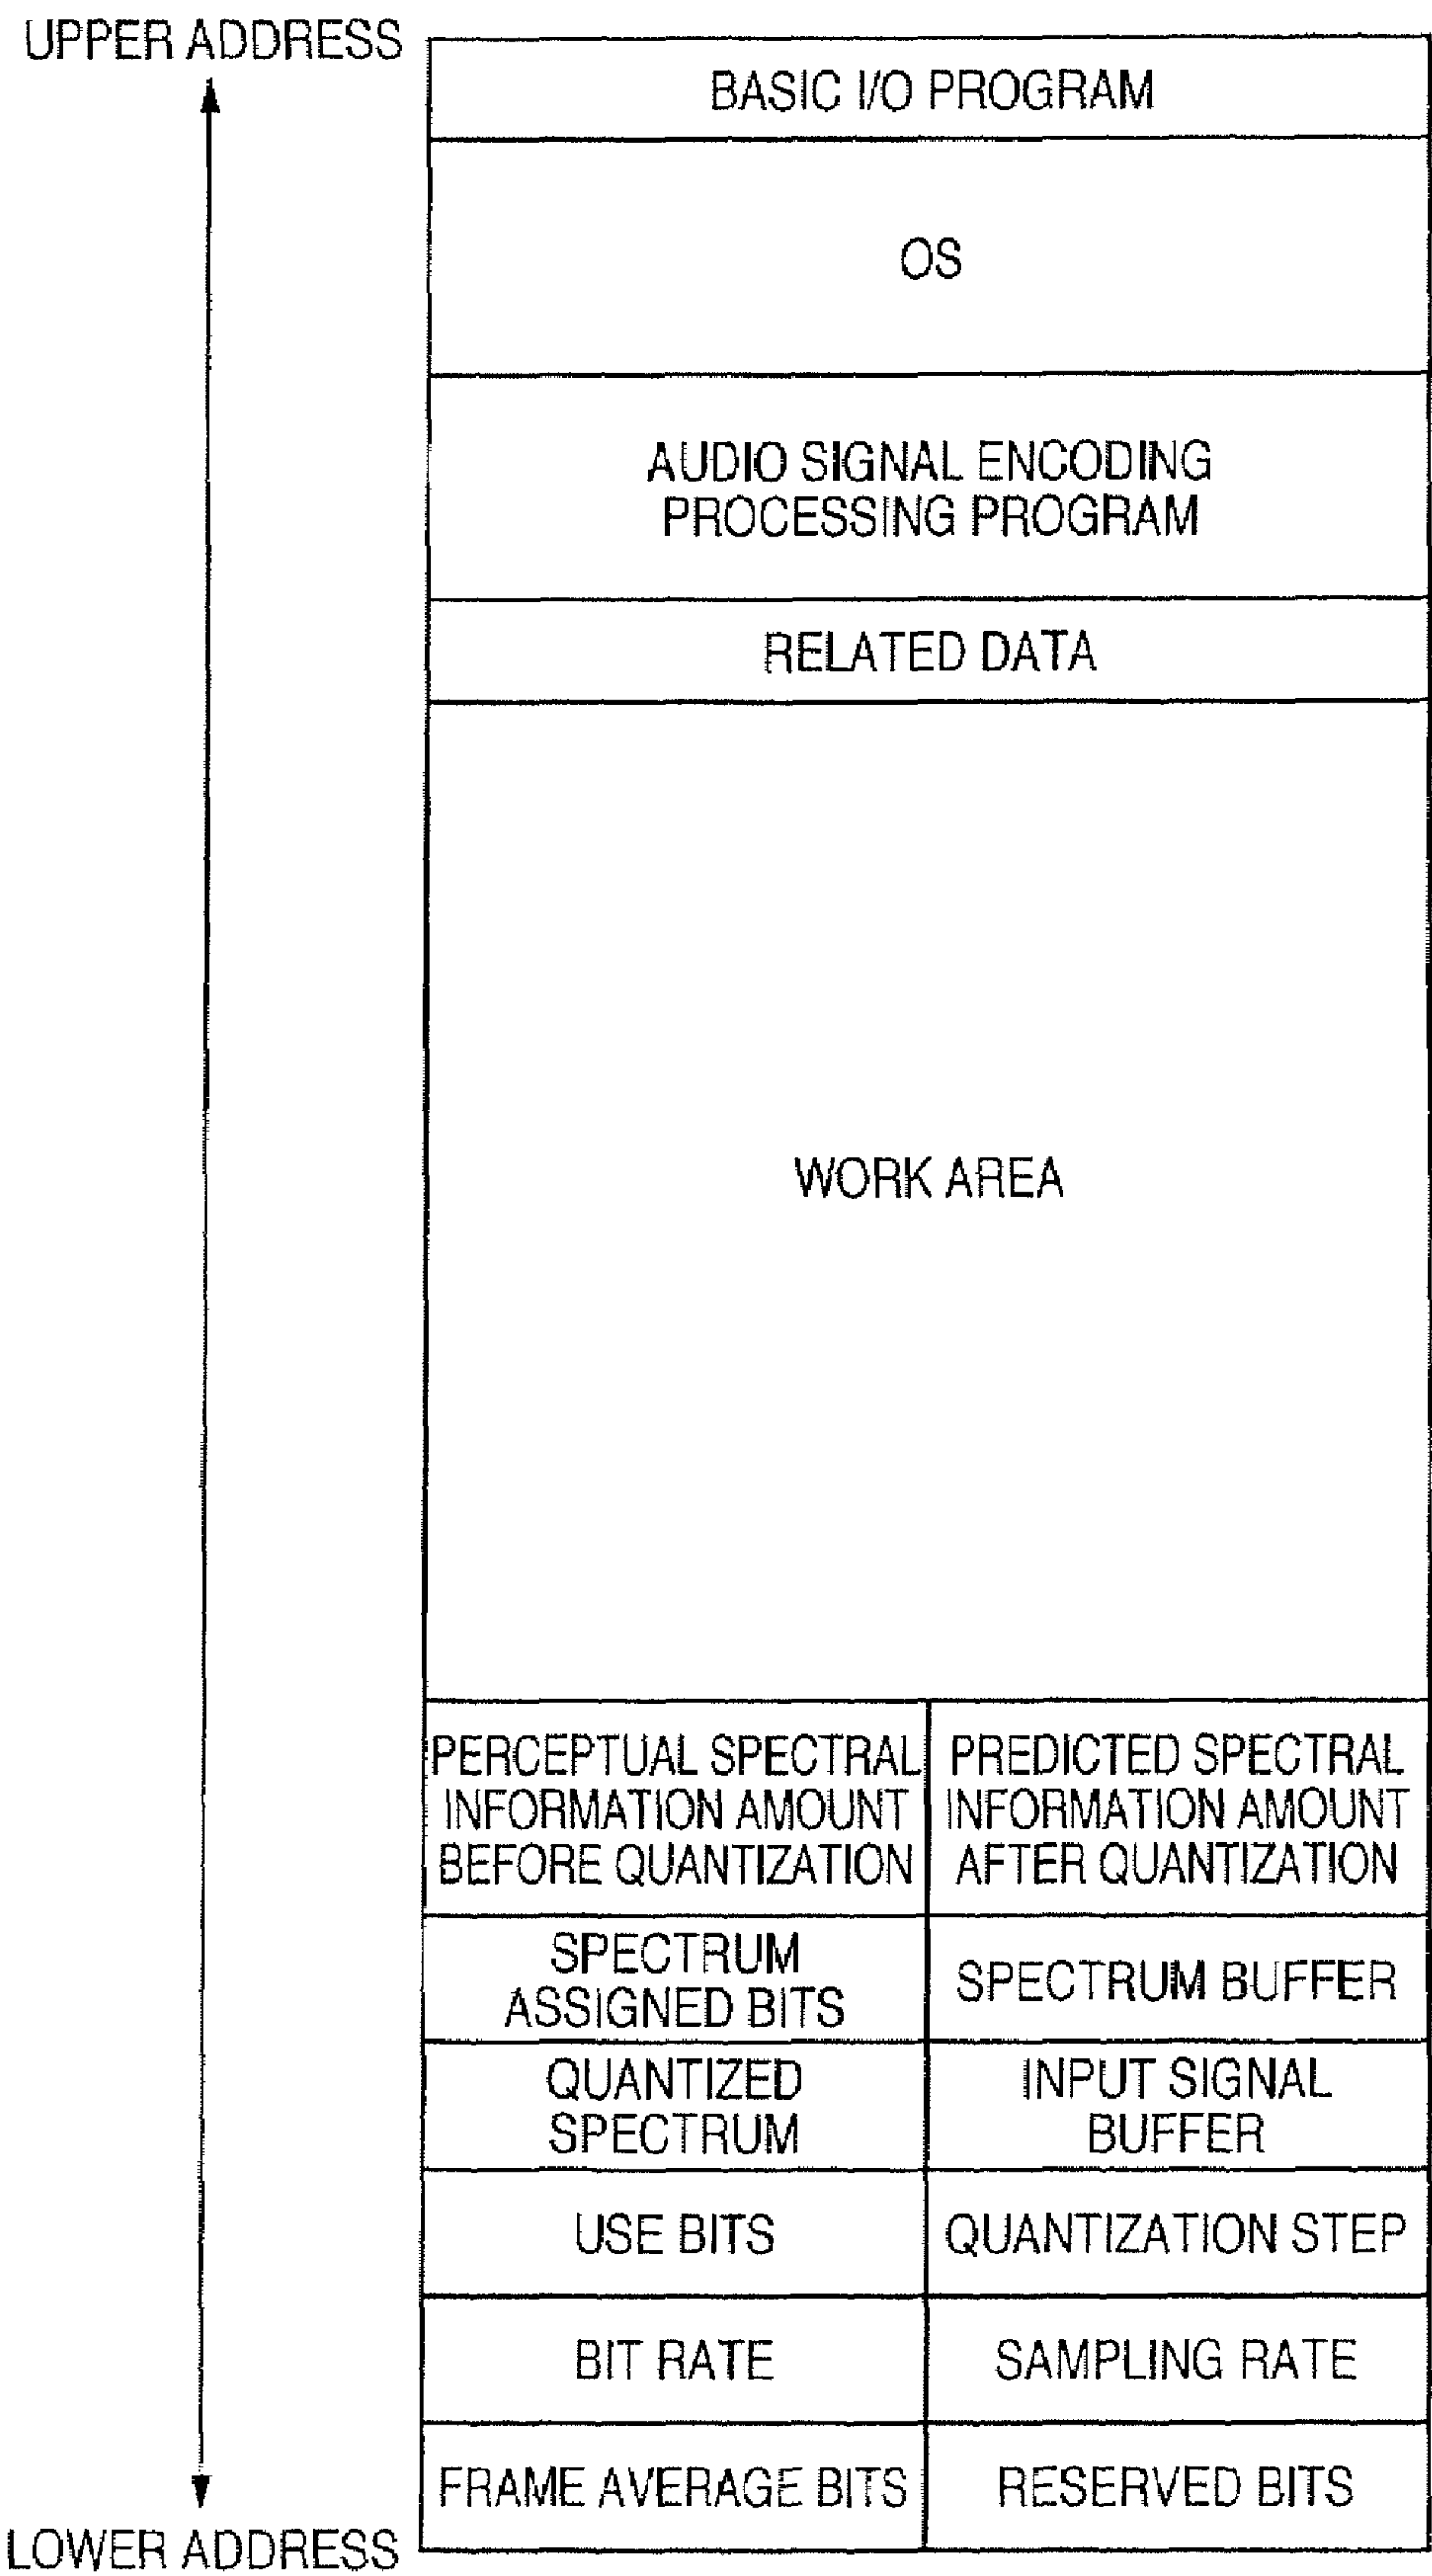 UPPER ADDRESS
BASIC I/O PROGRAM
OS
AUDIO SIGNAL ENCODING
PROCESSING PROGRAM
RELATED DATA
WORK AREA
PERCEPTUAL SPECTRAL
INFORMATION AMOUNT
BEFORE QUANTIZATION
PREDICTED SPECTRAL
INFORMATION AMOUNT
AFTER QUANTIZATION
SPECTRUM
ASSIGNED BITS
SPECTRUM BUFFER
QUANTIZED
SPECTRUM
INPUT SIGNAL
BUFFER
USE BITS
QUANTIZATION STEP
BIT RATE
SAMPLING RATE
FRAME AVERAGE BITS
RESERVED BITS
LOWER ADDRESS